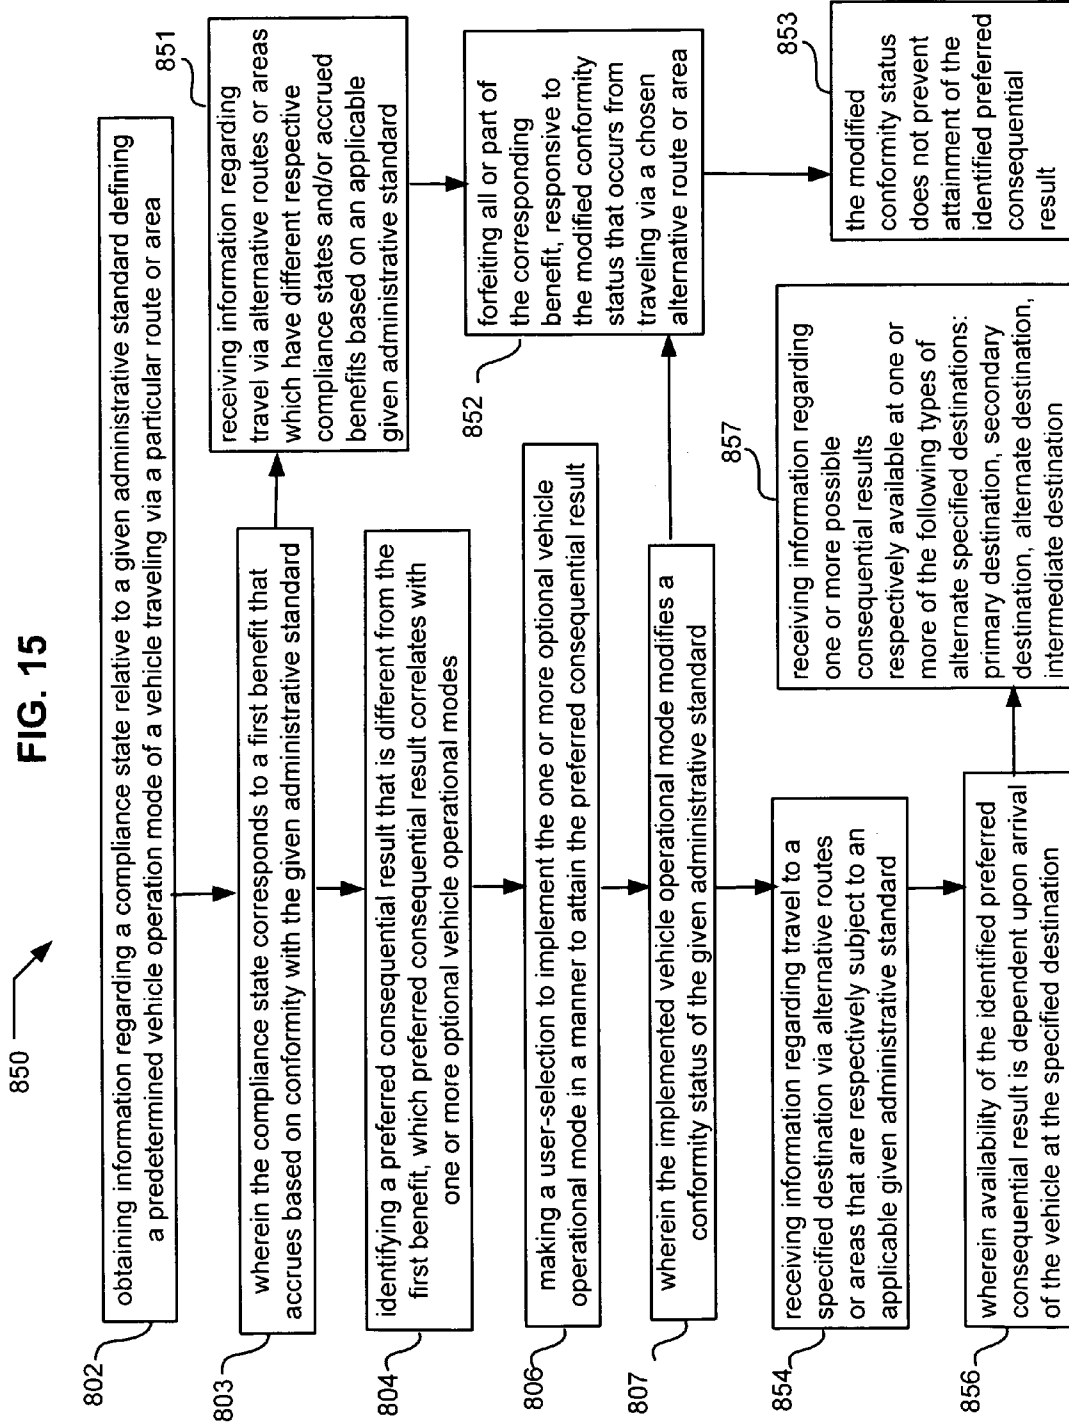 FIG. 15
850
802
obtaining information regarding a compliance state relative to a given administrative standard defining
a predetermined vehicle operation mode of a vehicle traveling via a particular route or area
803
wherein the compliance state corresponds to a first benefit that
accrues based on conformity with the given administrative standard
851
receiving information regarding
travel via alternative routes or areas
which have different respective
compliance states and/or accrued
benefits based on an applicable
given administrative standard
804
identifying a preferred consequential result that is different from the
first benefit, which preferred consequential result correlates with
one or more optional vehicle operational modes
852
forfeiting all or part of
the corresponding
benefit, responsive to
the modified conformity
status that occurs from
traveling via a chosen
alternative route or area
806
making a user-selection to implement the one or more optional vehicle
operational mode in a manner to attain the preferred consequential result
807
wherein the implemented vehicle operational mode modifies a
conformity status of the given administrative standard
853
the modified
conformity status
does not prevent
attainment of the
identified preferred
consequential
result
854
receiving information regarding travel to a
specified destination via alternative routes
or areas that are respectively subject to an
applicable given administrative standard
857
receiving information regarding
one or more possible
consequential results
respectively available at one or
more of the following types of
alternate specified destinations:
primary destination, secondary
destination, alternate destination,
intermediate destination
856
wherein availability of the identified preferred
consequential result is dependent upon arrival
of the vehicle at the specified destination